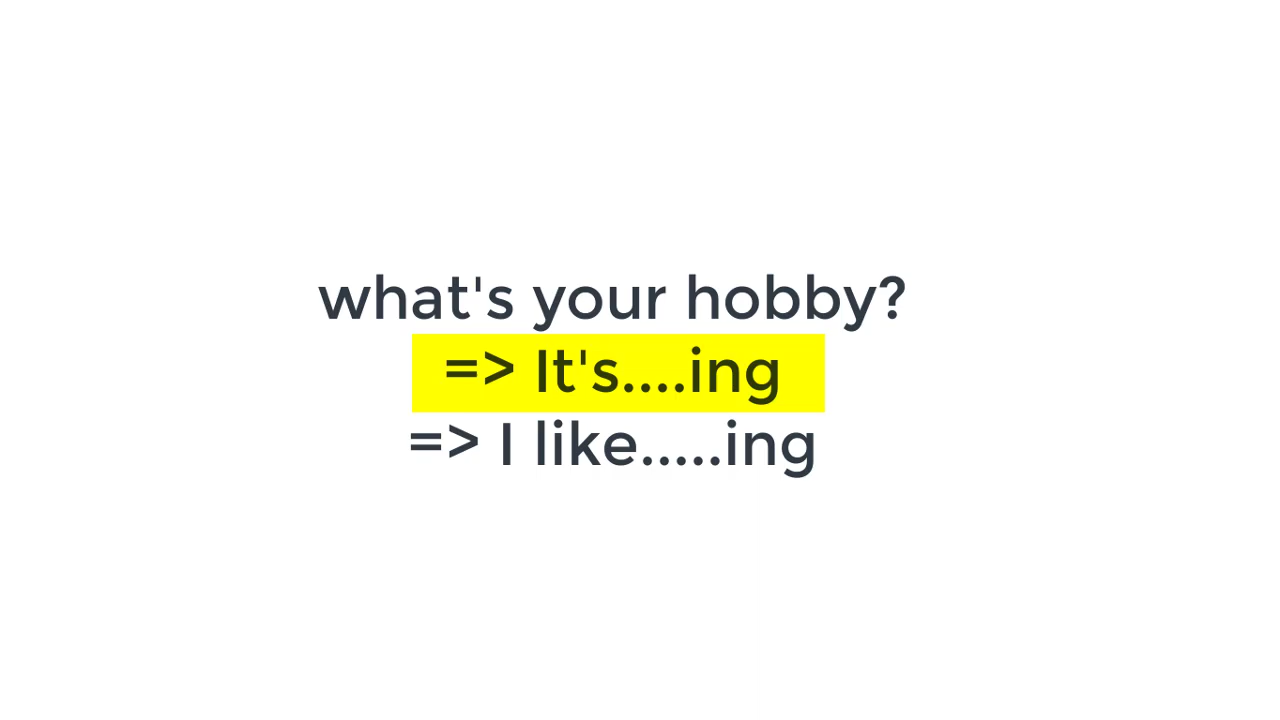 what's your hobby?
=> It's....ing
=> I like.....ing